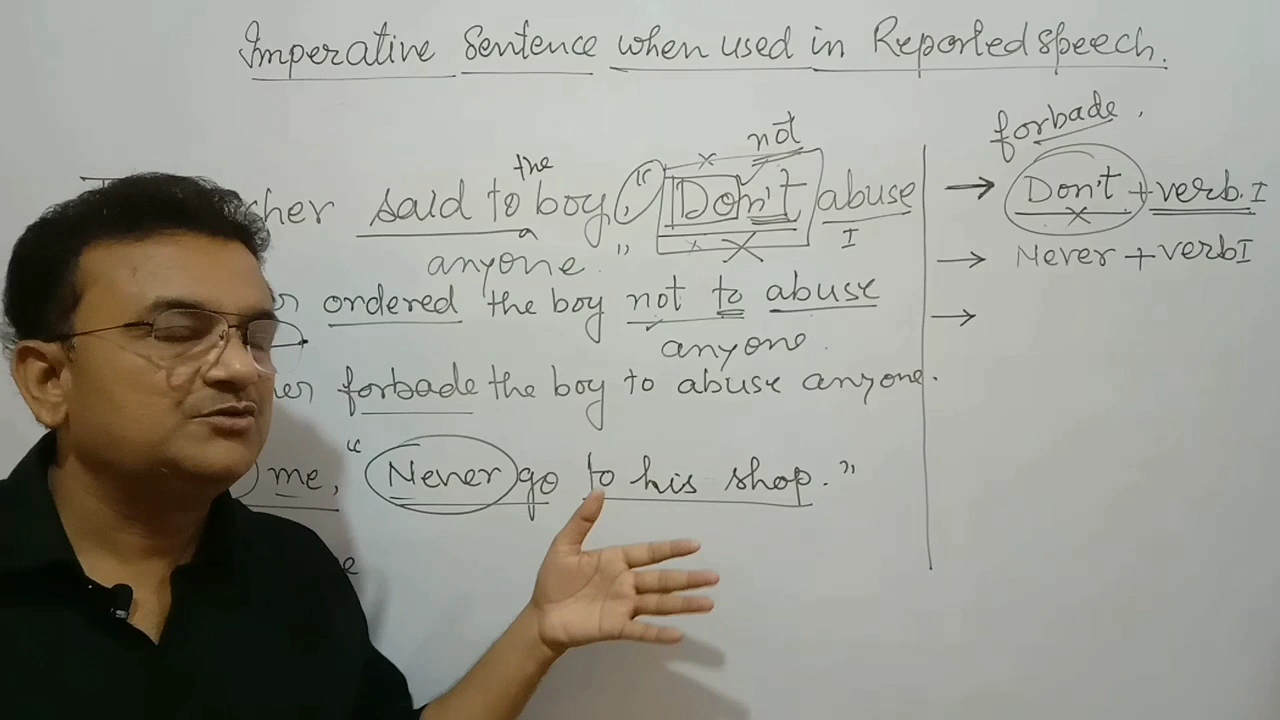 Imperative Sentence when used in Reported speech.
forbade.
the × not
cher said to boy, " Don't abuse
× × I
anyone. "
→ Don't + verb.I
×
→ Never + verbI
→
ordered the boy not to abuse
anyone.
her forbade the boy to abuse anyone.
me, " Never go to his shop. "
e